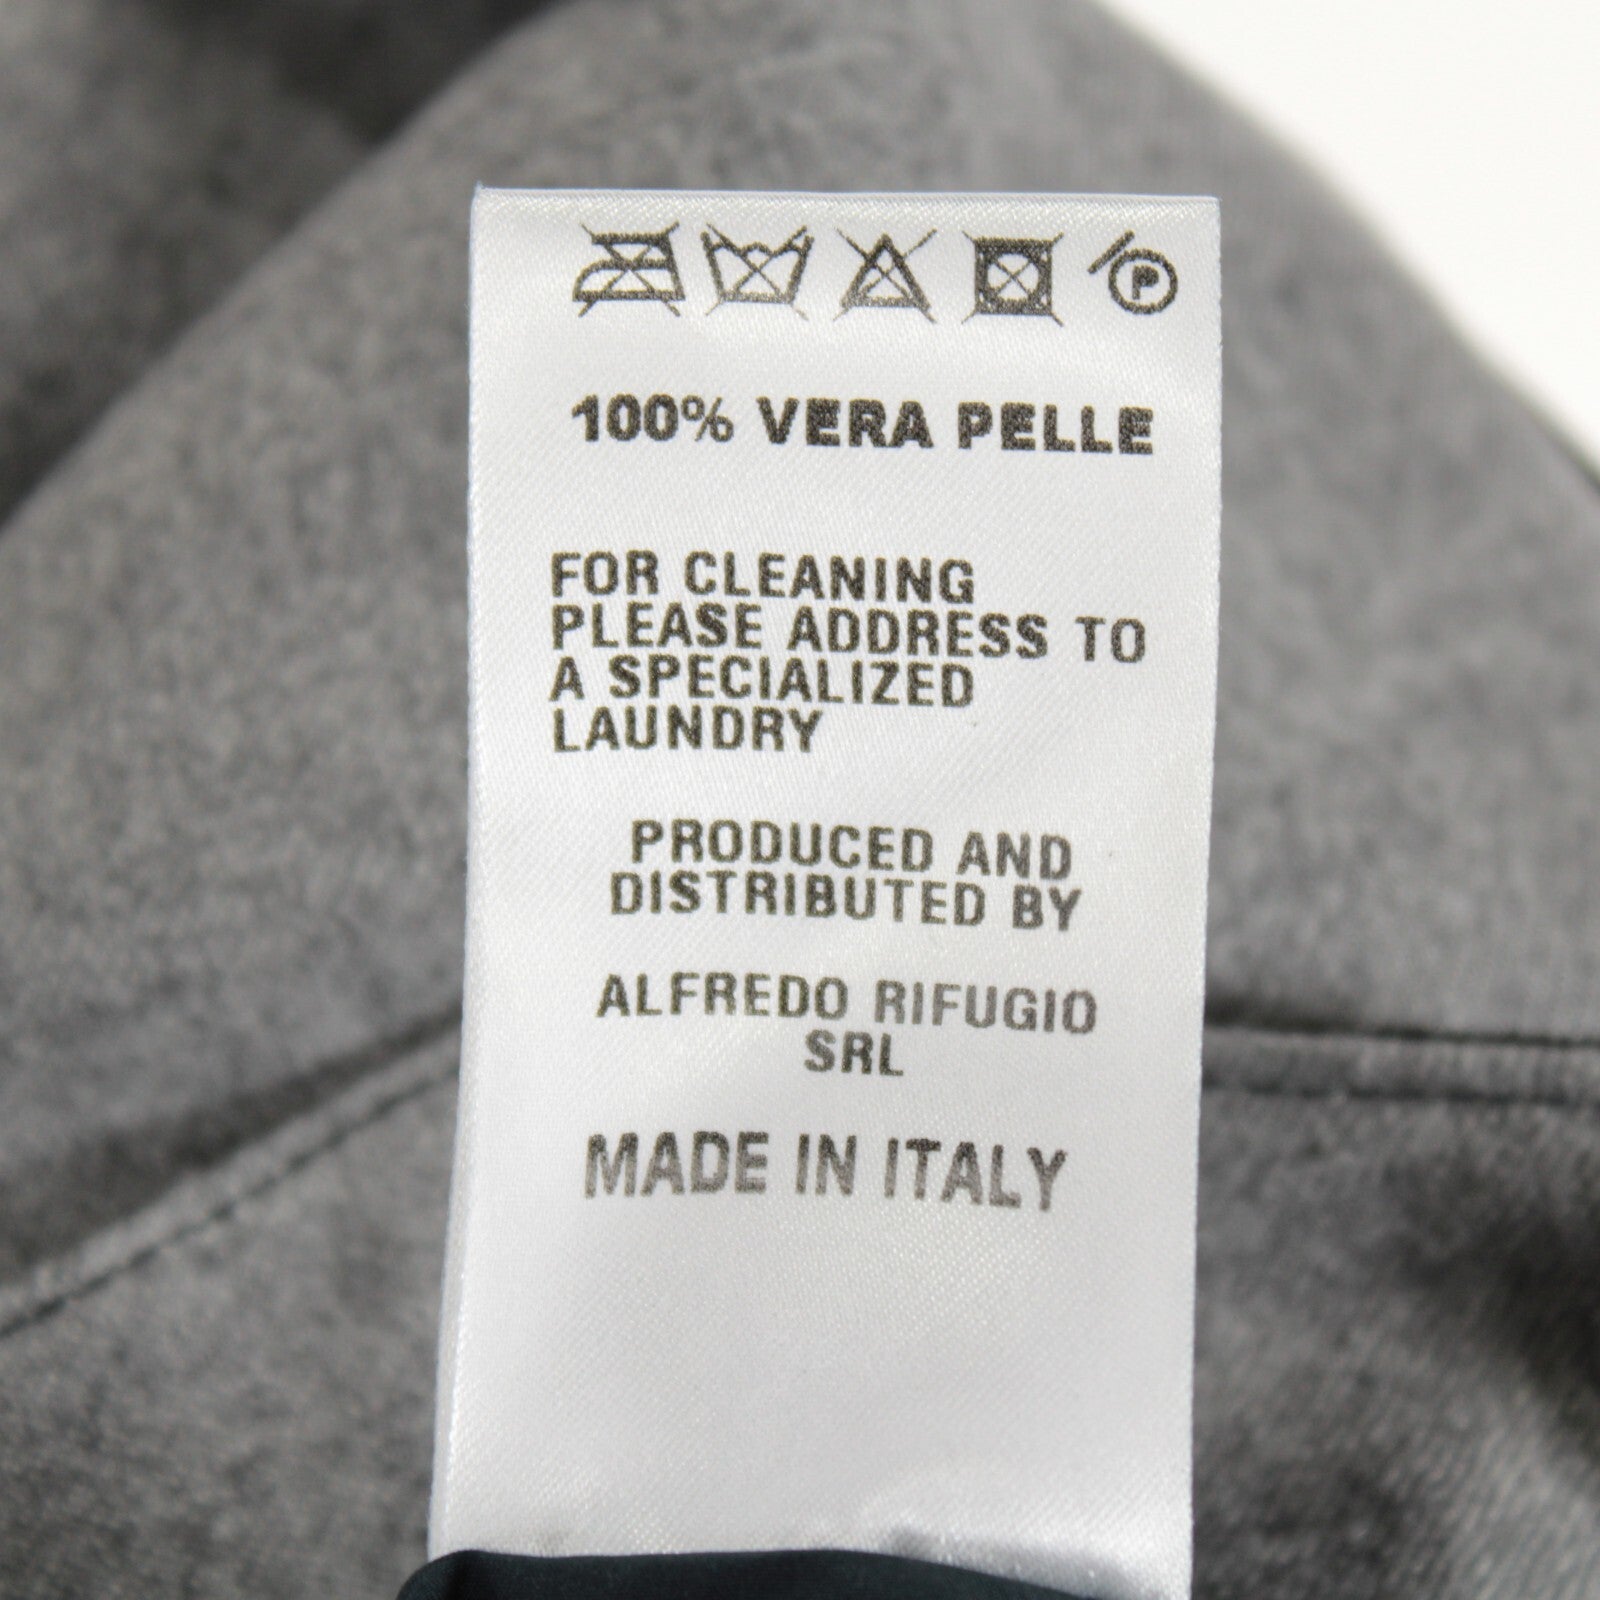 P
100% VERA PELLE
FOR CLEANING
PLEASE ADDRESS TO
A SPECIALIZED
LAUNDRY
PRODUCED AND
DISTRIBUTED BY
ALFREDO RIFUGIO
SRL
MADE IN ITALY